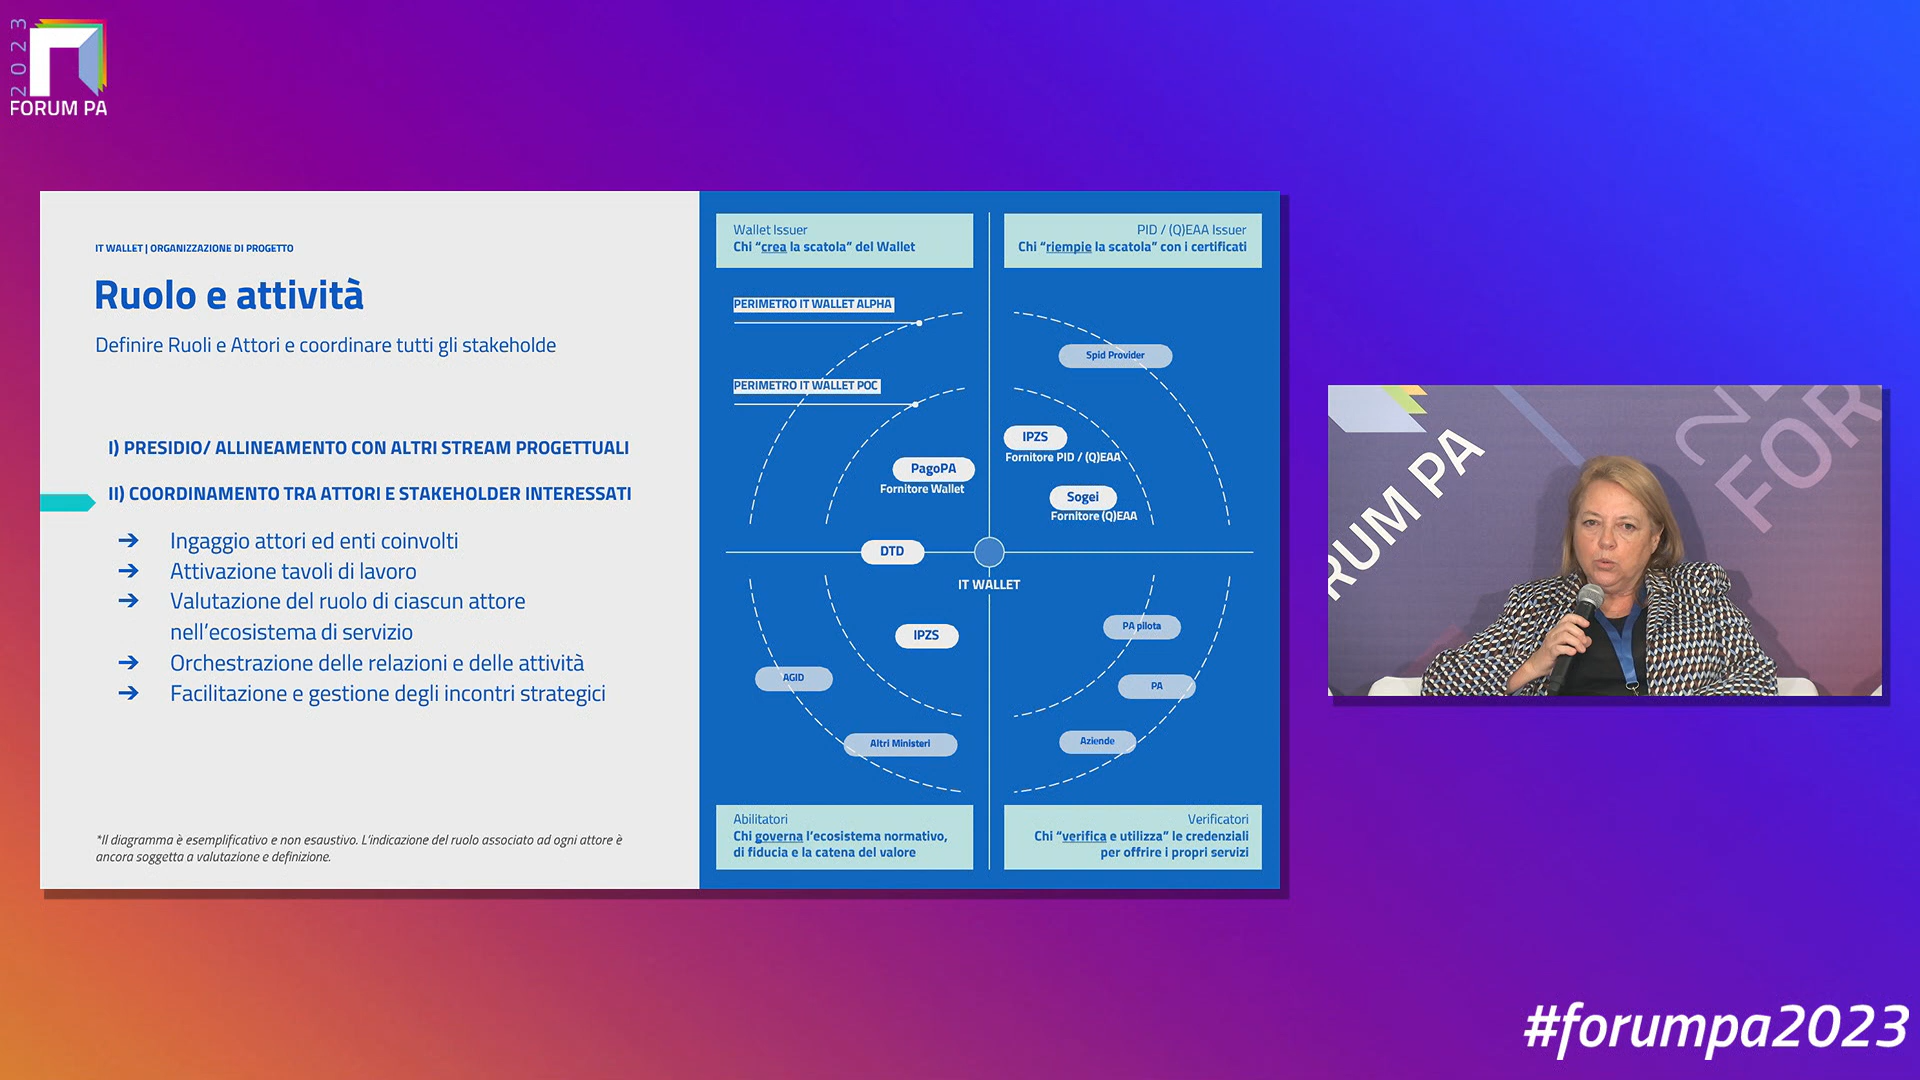 2023
FORUM PA
IT WALLET | ORGANIZZAZIONE DI PROGETTO
Ruolo e attività
Definire Ruoli e Attori e coordinare tutti gli stakeholde
I) PRESIDIO/ ALLINEAMENTO CON ALTRI STREAM PROGETTUALI
II) COORDINAMENTO TRA ATTORI E STAKEHOLDER INTERESSATI
➔ Ingaggio attori ed enti coinvolti
➔ Attivazione tavoli di lavoro
➔ Valutazione del ruolo di ciascun attore
nell’ecosistema di servizio
➔ Orchestrazione delle relazioni e delle attività
➔ Facilitazione e gestione degli incontri strategici
*Il diagramma è esemplificativo e non esaustivo. L’indicazione del ruolo associato ad ogni attore è
ancora soggetta a valutazione e definizione.
Wallet Issuer
Chi “crea la scatola” del Wallet
PID / (Q)EAA Issuer
Chi “riempie la scatola” con i certificati
PERIMETRO IT WALLET ALPHA
Spid Provider
PERIMETRO IT WALLET POC
IPZS
Fornitore PID / (Q)EAA
PagoPA
Fornitore Wallet
Sogei
Fornitore (Q)EAA
DTD
IT WALLET
PA pilota
IPZS
AGID
PA
Altri Ministeri
Aziende
Abilitatori
Chi governa l’ecosistema normativo,
di fiducia e la catena del valore
Verificatori
Chi “verifica e utilizza” le credenziali
per offrire i propri servizi
RUM PA
FOR
#forumpa2023